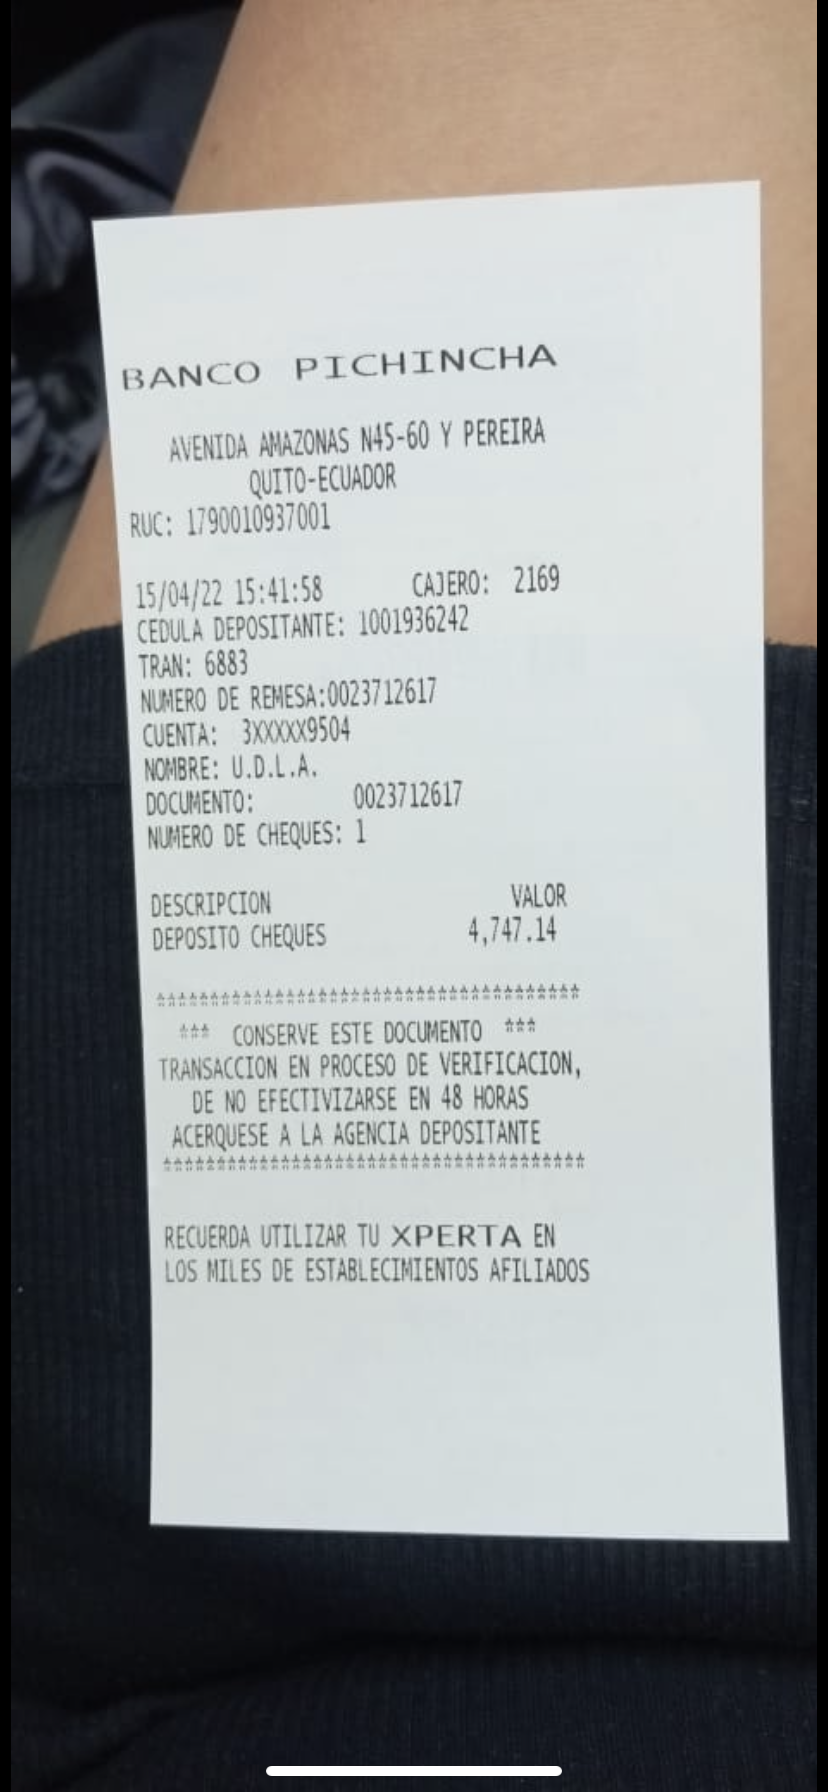 BANCO PICHINCHA
AVENIDA AMAZONAS N45-60 Y PEREIRA
QUITO-ECUADOR
RUC: 1790010937001
15/04/22 15:41:58 CAJERO: 2169
CEDULA DEPOSITANTE: 1001936242
TRAN: 6883
NUMERO DE REMESA:0023712617
CUENTA: 3XXXXX9504
NOMBRE: U.D.L.A.
DOCUMENTO: 0023712617
NUMERO DE CHEQUES: 1
DESCRIPCION VALOR
DEPOSITO CHEQUES 4,747.14
****************************************
*** CONSERVE ESTE DOCUMENTO ***
TRANSACCION EN PROCESO DE VERIFICACION,
DE NO EFECTIVIZARSE EN 48 HORAS
ACERQUESE A LA AGENCIA DEPOSITANTE
****************************************
RECUERDA UTILIZAR TU XPERTA EN
LOS MILES DE ESTABLECIMIENTOS AFILIADOS